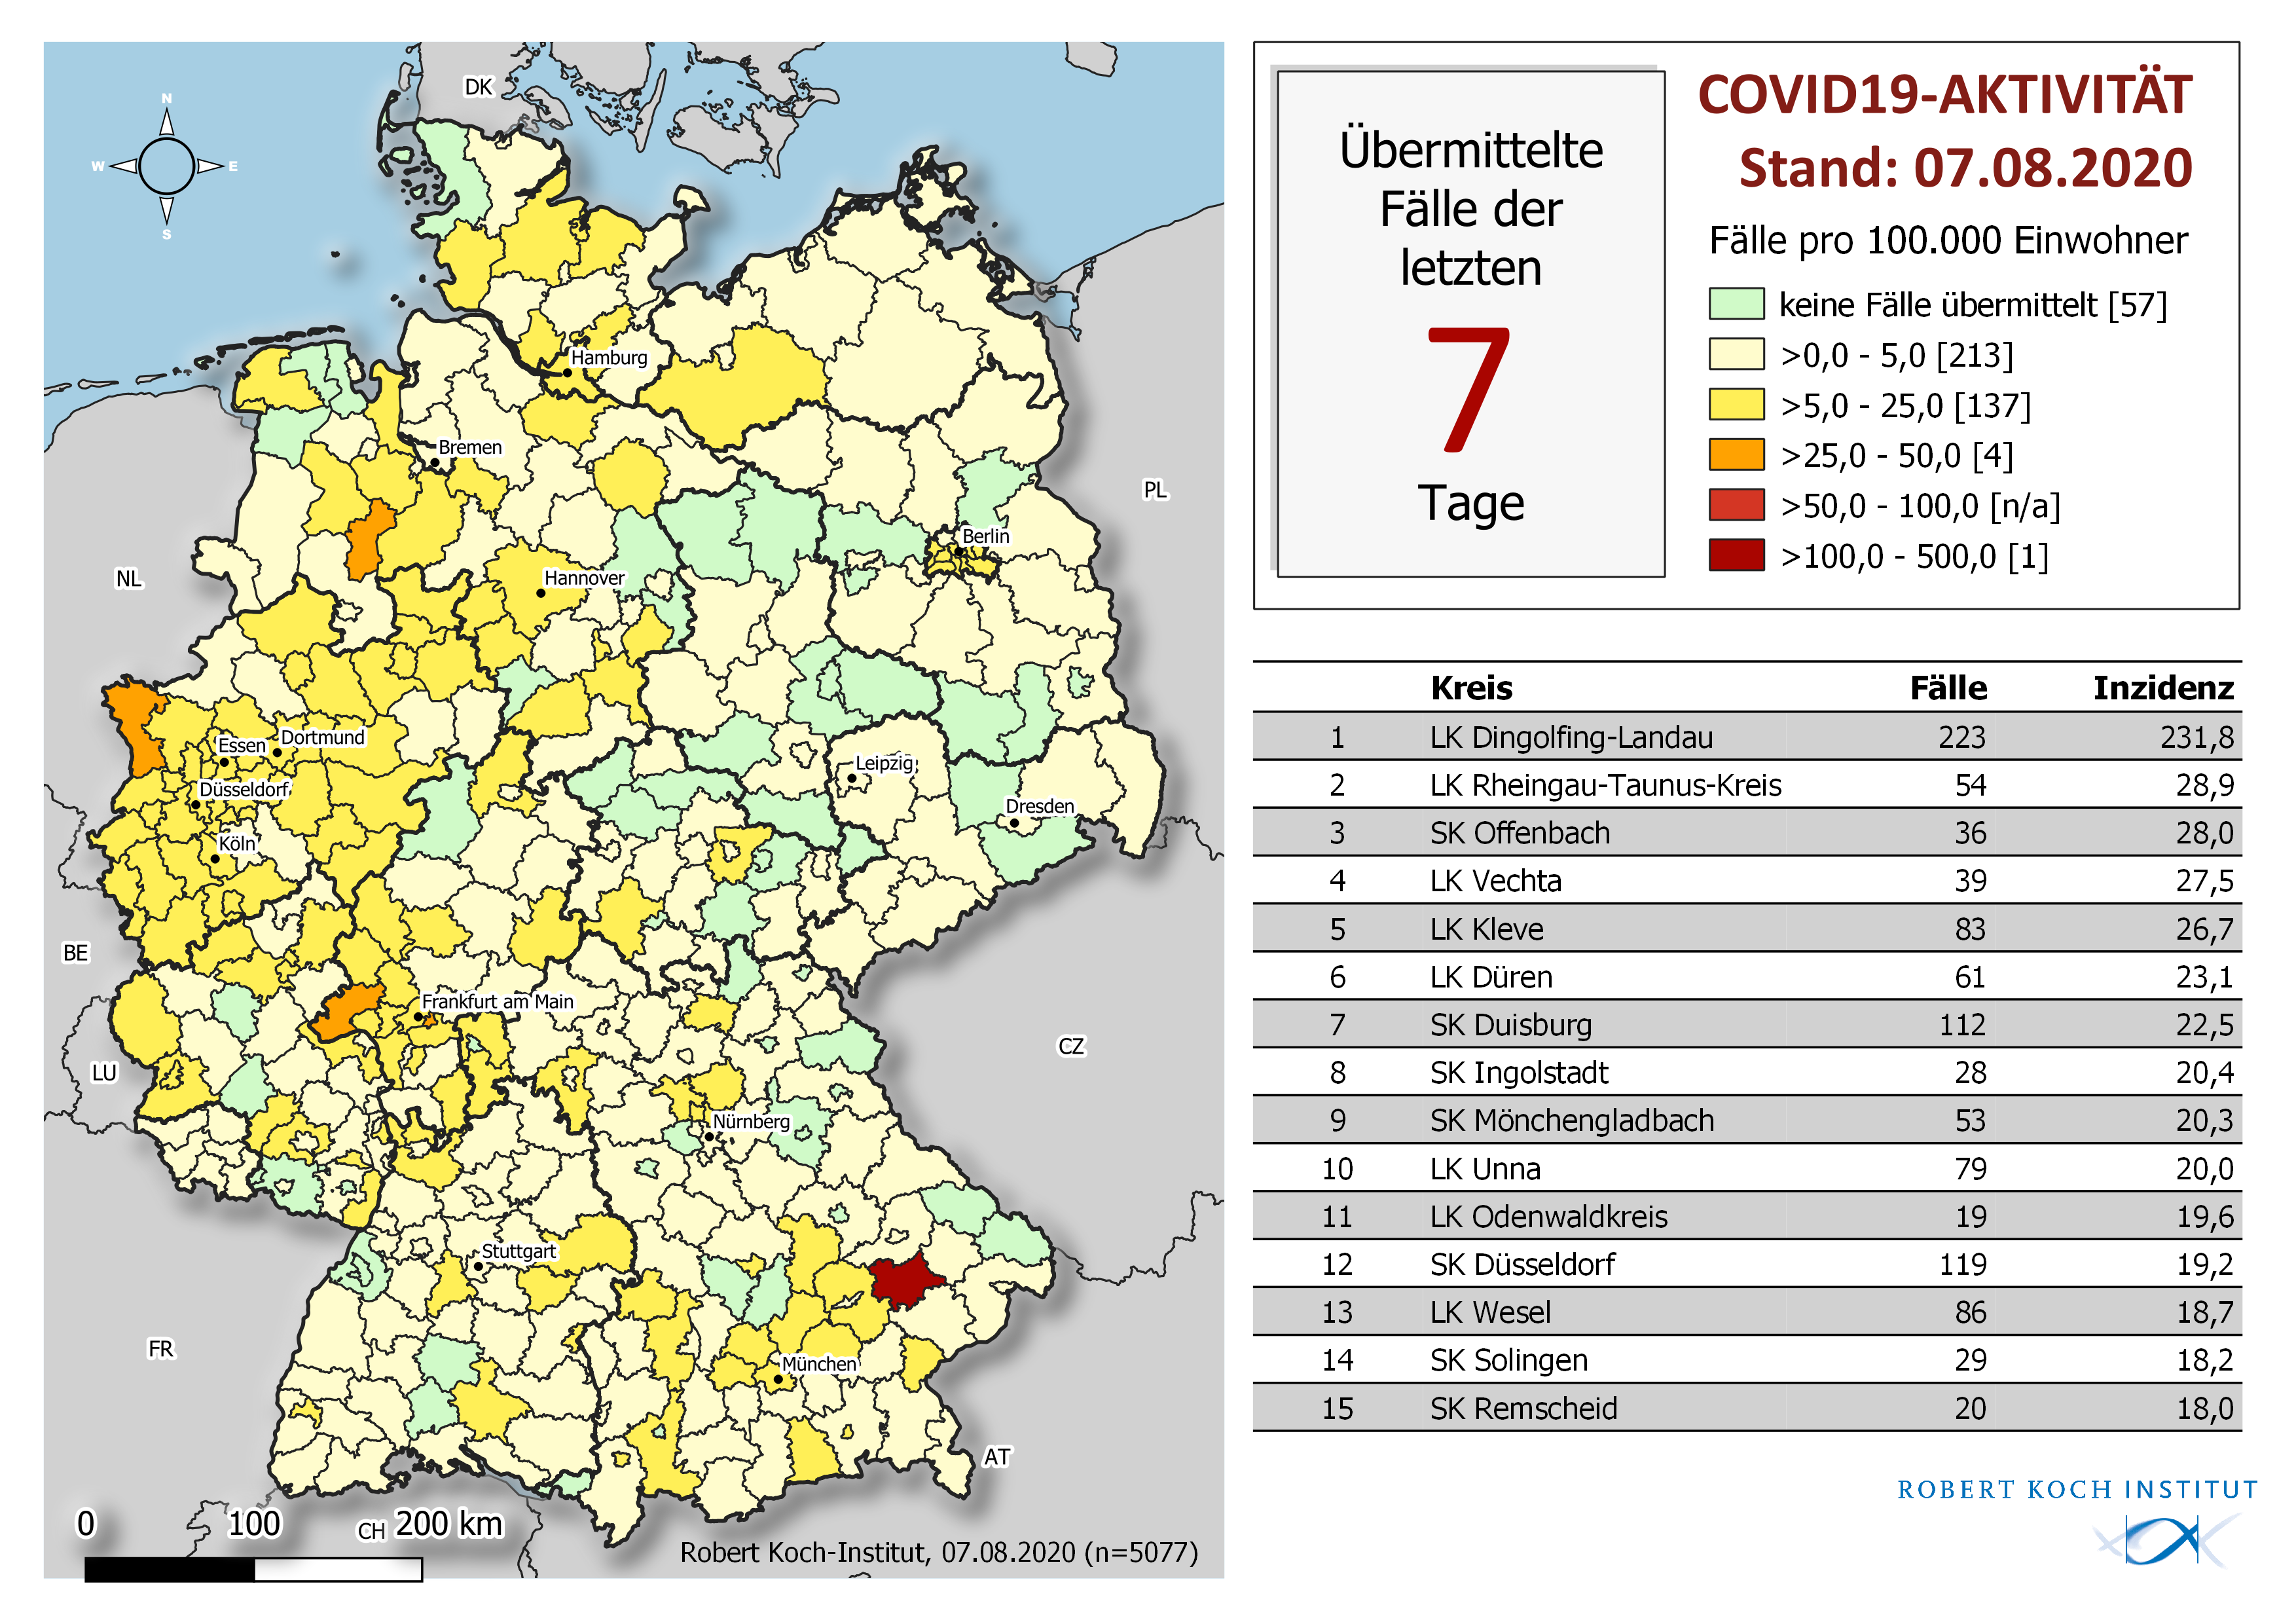 N
W
E
S
DK
PL
NL
BE
LU
FR
CZ
AT
CH
Hamburg
Bremen
Berlin
Hannover
Essen
Dortmund
Düsseldorf
Köln
Leipzig
Dresden
Frankfurt am Main
Nürnberg
Stuttgart
München
0 100 200 km
Robert Koch-Institut, 07.08.2020 (n=5077)
Übermittelte
Fälle der
letzten
7
Tage
COVID19-AKTIVITÄT
Stand: 07.08.2020
Fälle pro 100.000 Einwohner
keine Fälle übermittelt [57]
>0,0 - 5,0 [213]
>5,0 - 25,0 [137]
>25,0 - 50,0 [4]
>50,0 - 100,0 [n/a]
>100,0 - 500,0 [1]
Kreis Fälle Inzidenz
1 LK Dingolfing-Landau 223 231,8
2 LK Rheingau-Taunus-Kreis 54 28,9
3 SK Offenbach 36 28,0
4 LK Vechta 39 27,5
5 LK Kleve 83 26,7
6 LK Düren 61 23,1
7 SK Duisburg 112 22,5
8 SK Ingolstadt 28 20,4
9 SK Mönchengladbach 53 20,3
10 LK Unna 79 20,0
11 LK Odenwaldkreis 19 19,6
12 SK Düsseldorf 119 19,2
13 LK Wesel 86 18,7
14 SK Solingen 29 18,2
15 SK Remscheid 20 18,0
ROBERT KOCH INSTITUT